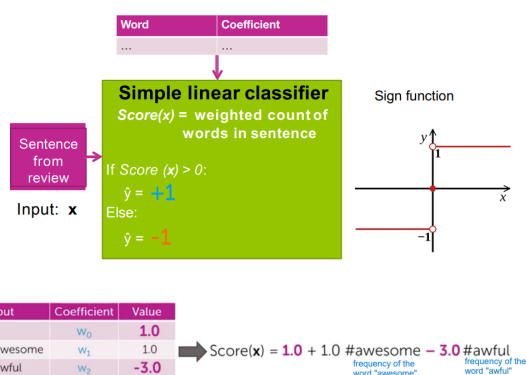 Word Coefficient
... ...
Simple linear classifier
Score(x) = weighted count of
words in sentence
Sign function
Sentence
from
review
Input: x
If Score (x) > 0:
ŷ = +1
Else:
ŷ = -1
y
1
x
-1
put Coefficient Value
w₀ 1.0
wesome w₁ 1.0
wful w₂ -3.0
Score(x) = 1.0 + 1.0 #awesome – 3.0 #awful
frequency of the
word "awesome"
frequency of the
word "awful"